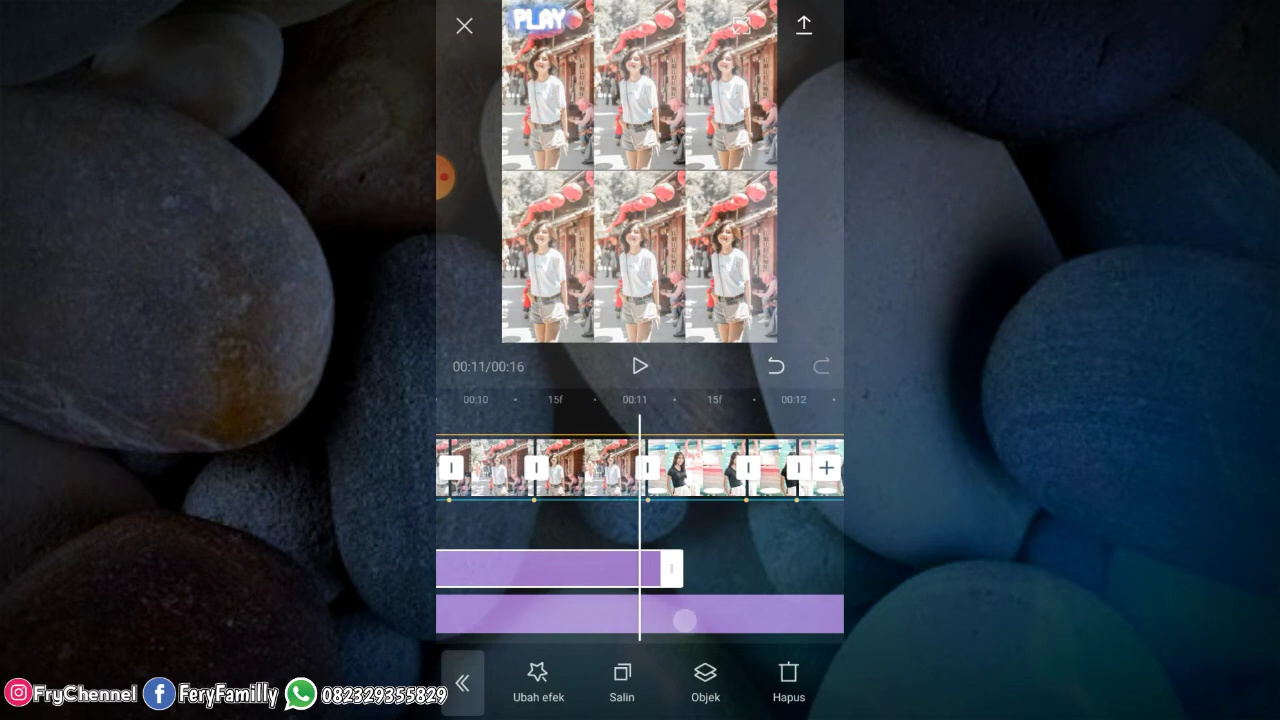 PLAY
00:11/00:16
00:10
15f
00:11
15f
00:12
Ubah efek
Salin
Objek
Hapus
FryChennel
FeryFamilly
082329355829